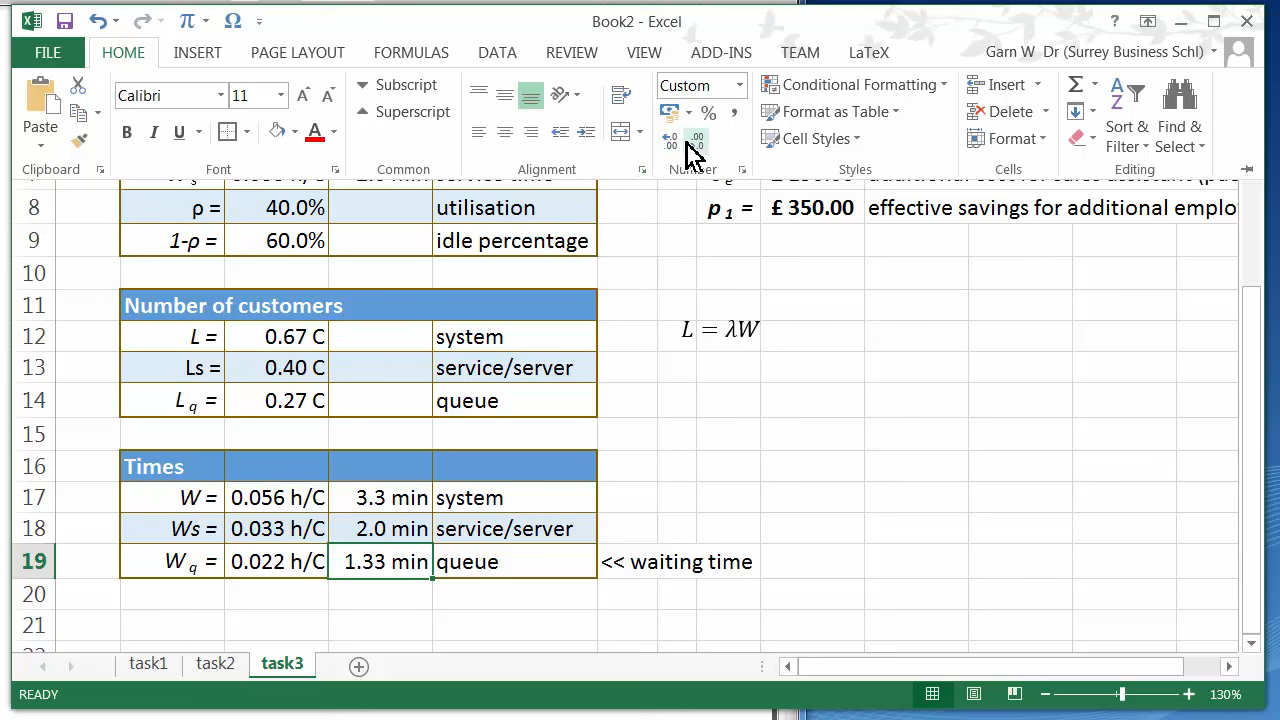 Book2 - Excel
FILE HOME INSERT PAGE LAYOUT FORMULAS DATA REVIEW VIEW ADD-INS TEAM LaTeX Garn W Dr (Surrey Business Schl)
Paste
Clipboard
Calibri 11
B I U A
Font
Subscript
Superscript
Common
Alignment
Custom
% ,
Number
Conditional Formatting
Format as Table
Cell Styles
Styles
Insert
Delete
Format
Cells
Sort & Filter
Find & Select
Editing
8 ρ = 40.0% utilisation p 1 = £ 350.00 effective savings for additional emplo
9 1-ρ = 60.0% idle percentage
10
11 Number of customers
12 L = 0.67 C system L = λW
13 Ls = 0.40 C service/server
14 L q = 0.27 C queue
15
16 Times
17 W = 0.056 h/C 3.3 min system
18 Ws = 0.033 h/C 2.0 min service/server
19 W q = 0.022 h/C 1.33 min queue << waiting time
20
21
task1 task2 task3
READY 130%